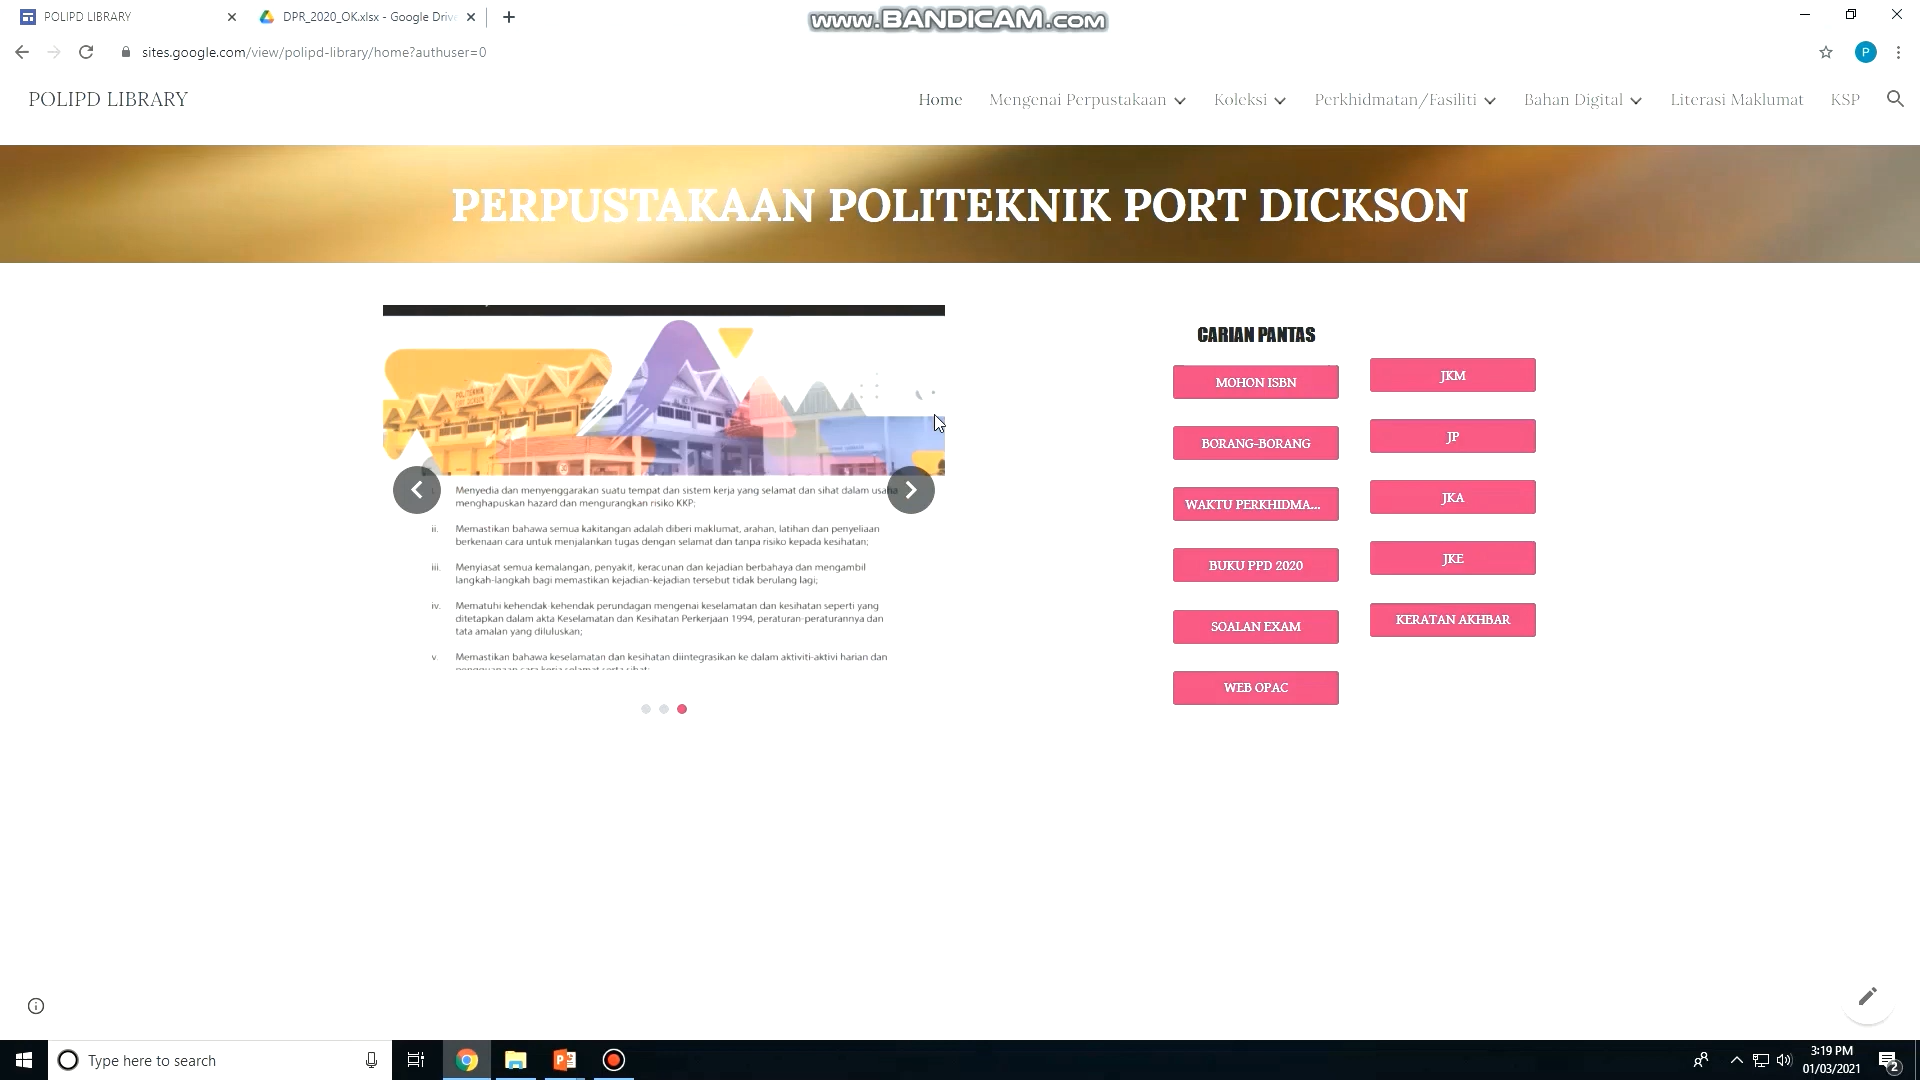 POLIPD LIBRARY
DPR_2020_OK.xlsx - Google Drive
www.BANDICAM.com
sites.google.com/view/polipd-library/home?authuser=0
P
POLIPD LIBRARY
Home
Mengenai Perpustakaan
Koleksi
Perkhidmatan/Fasiliti
Bahan Digital
Literasi Maklumat
KSP
PERPUSTAKAAN POLITEKNIK PORT DICKSON
POLITEKNIK
PORT DICKSON
Menyedia dan menyenggarakan suatu tempat dan sistem kerja yang selamat dan sihat dalam usaha
menghapuskan hazard dan mengurangkan risiko KKP;
ii. Memastikan bahawa semua kakitangan adalah diberi maklumat, arahan, latihan dan penyeliaan
berkenaan cara untuk menjalankan tugas dengan selamat dan tanpa risiko kepada kesihatan;
iii. Menyiasat semua kemalangan, penyakit, keracunan dan kejadian berbahaya dan mengambil
langkah-langkah bagi memastikan kejadian-kejadian tersebut tidak berulang lagi;
iv. Mematuhi kehendak-kehendak perundagan mengenai keselamatan dan kesihatan seperti yang
ditetapkan dalam akta Keselamatan dan Kesihatan Perkerjaan 1994, peraturan-peraturannya dan
tata amalan yang diluluskan;
v. Memastikan bahawa keselamatan dan kesihatan diintegrasikan ke dalam aktiviti-aktivi harian dan
CARIAN PANTAS
MOHON ISBN
BORANG-BORANG
WAKTU PERKHIDMA...
BUKU PPD 2020
SOALAN EXAM
WEB OPAC
JKM
JP
JKA
JKE
KERATAN AKHBAR
Type here to search
3:19 PM
01/03/2021
2